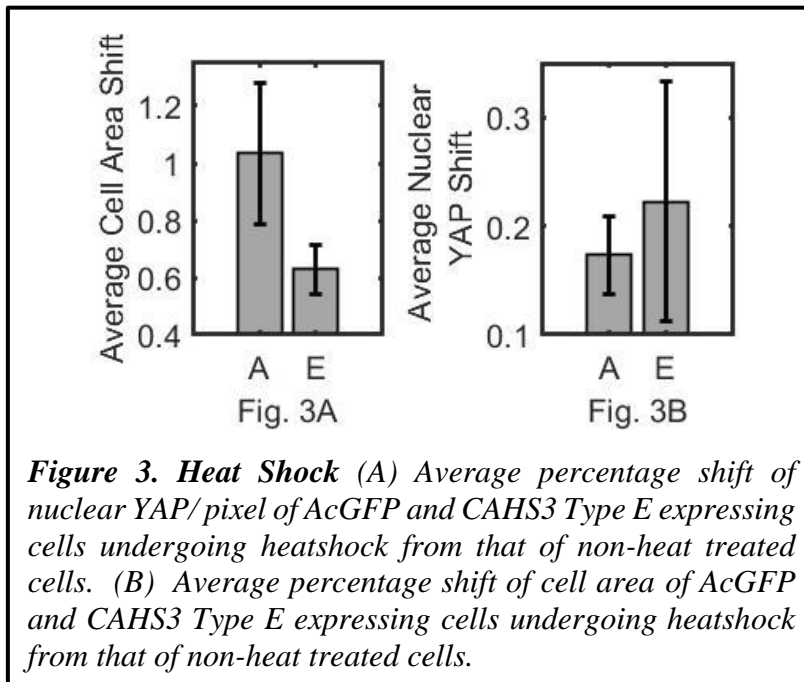 Average Cell Area Shift
1.2
1
0.8
0.6
0.4
A E
Fig. 3A
Average Nuclear
YAP Shift
0.3
0.2
0.1
A E
Fig. 3B
Figure 3. Heat Shock (A) Average percentage shift of
nuclear YAP/ pixel of AcGFP and CAHS3 Type E expressing
cells undergoing heatshock from that of non-heat treated
cells. (B) Average percentage shift of cell area of AcGFP
and CAHS3 Type E expressing cells undergoing heatshock
from that of non-heat treated cells.